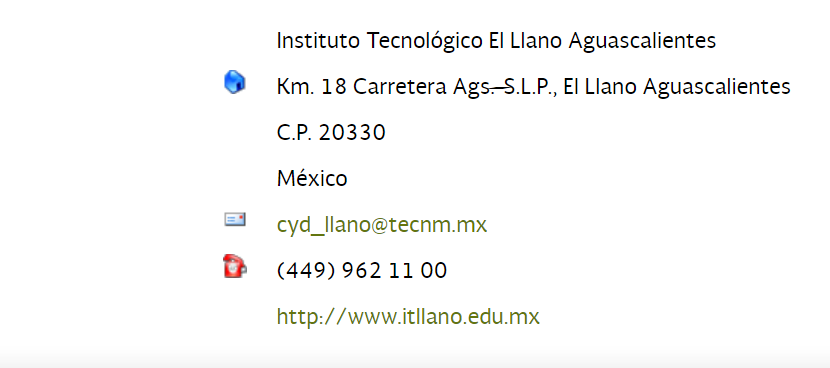 Instituto Tecnológico El Llano Aguascalientes
Km. 18 Carretera Ags.–S.L.P., El Llano Aguascalientes
C.P. 20330
México
cyd_llano@tecnm.mx
(449) 962 11 00
http://www.itllano.edu.mx